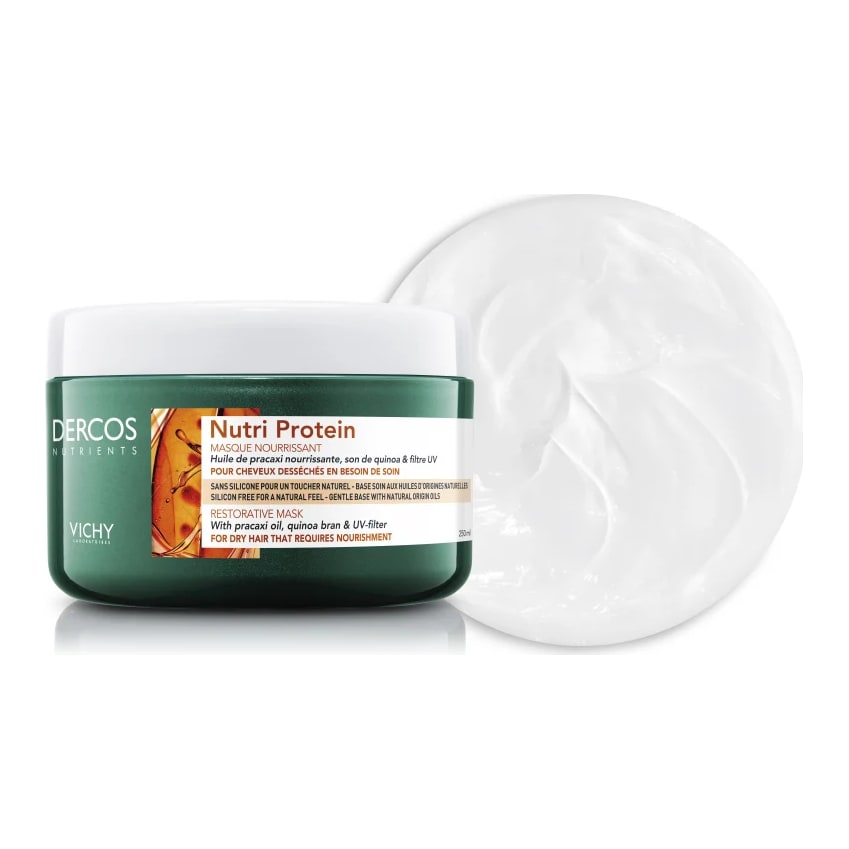 DERCOS
NUTRIENTS
VICHY
LABORATOIRES
Nutri Protein
MASQUE NOURRISSANT
Huile de pracaxi nourrissante, son de quinoa & filtre UV
POUR CHEVEUX DESSÉCHÉS EN BESOIN DE SOIN
SANS SILICONE POUR UN TOUCHER NATUREL - BASE SOIN AUX HUILES D'ORIGINES NATURELLES
SILICON FREE FOR A NATURAL FEEL - GENTLE BASE WITH NATURAL ORIGIN OILS
RESTORATIVE MASK
With pracaxi oil, quinoa bran & UV-filter
250ml
FOR DRY HAIR THAT REQUIRES NOURISHMENT